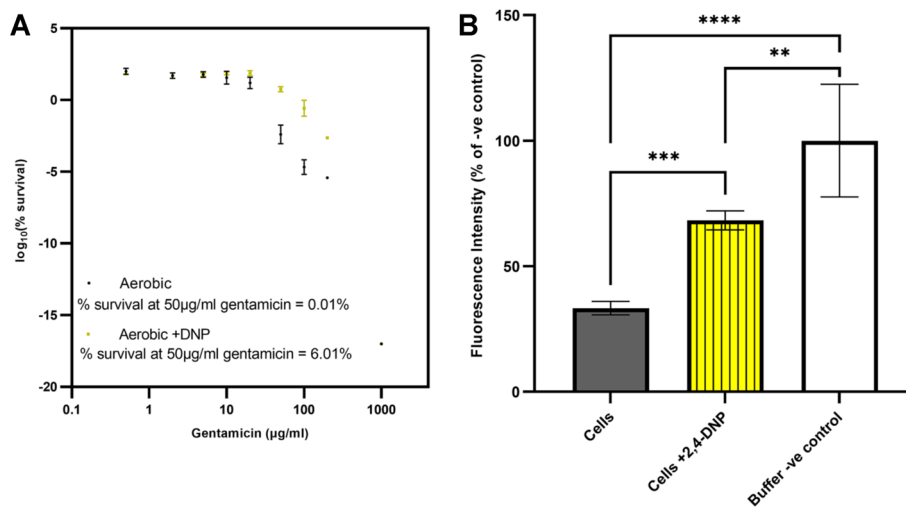 A
5
0
-5
-10
-15
-20
log10(% survival)
Aerobic
% survival at 50µg/ml gentamicin = 0.01%
Aerobic +DNP
% survival at 50µg/ml gentamicin = 6.01%
0.1 1 10 100 1000
Gentamicin (µg/ml)
B
150
100
50
0
Fluorescence Intensity (% of -ve control)
****
**
***
Cells
Cells +2,4-DNP
Buffer -ve control